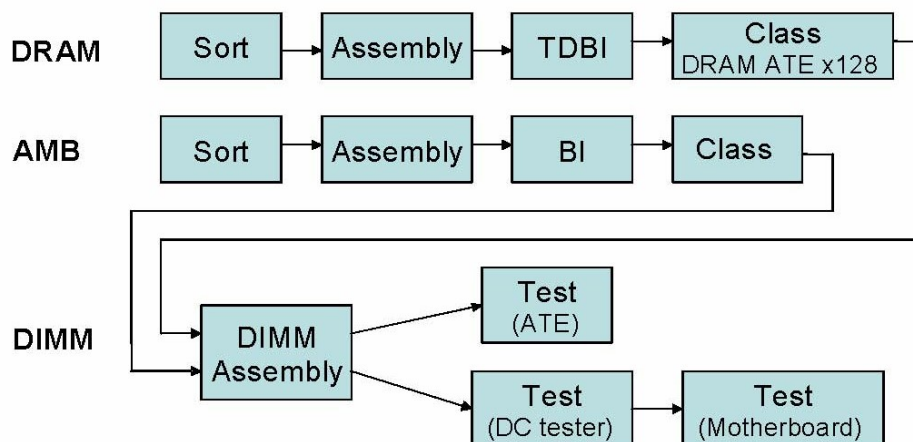 DRAM
Sort
Assembly
TDBI
Class
DRAM ATE x128
AMB
Sort
Assembly
BI
Class
DIMM
DIMM
Assembly
Test
(ATE)
Test
(DC tester)
Test
(Motherboard)